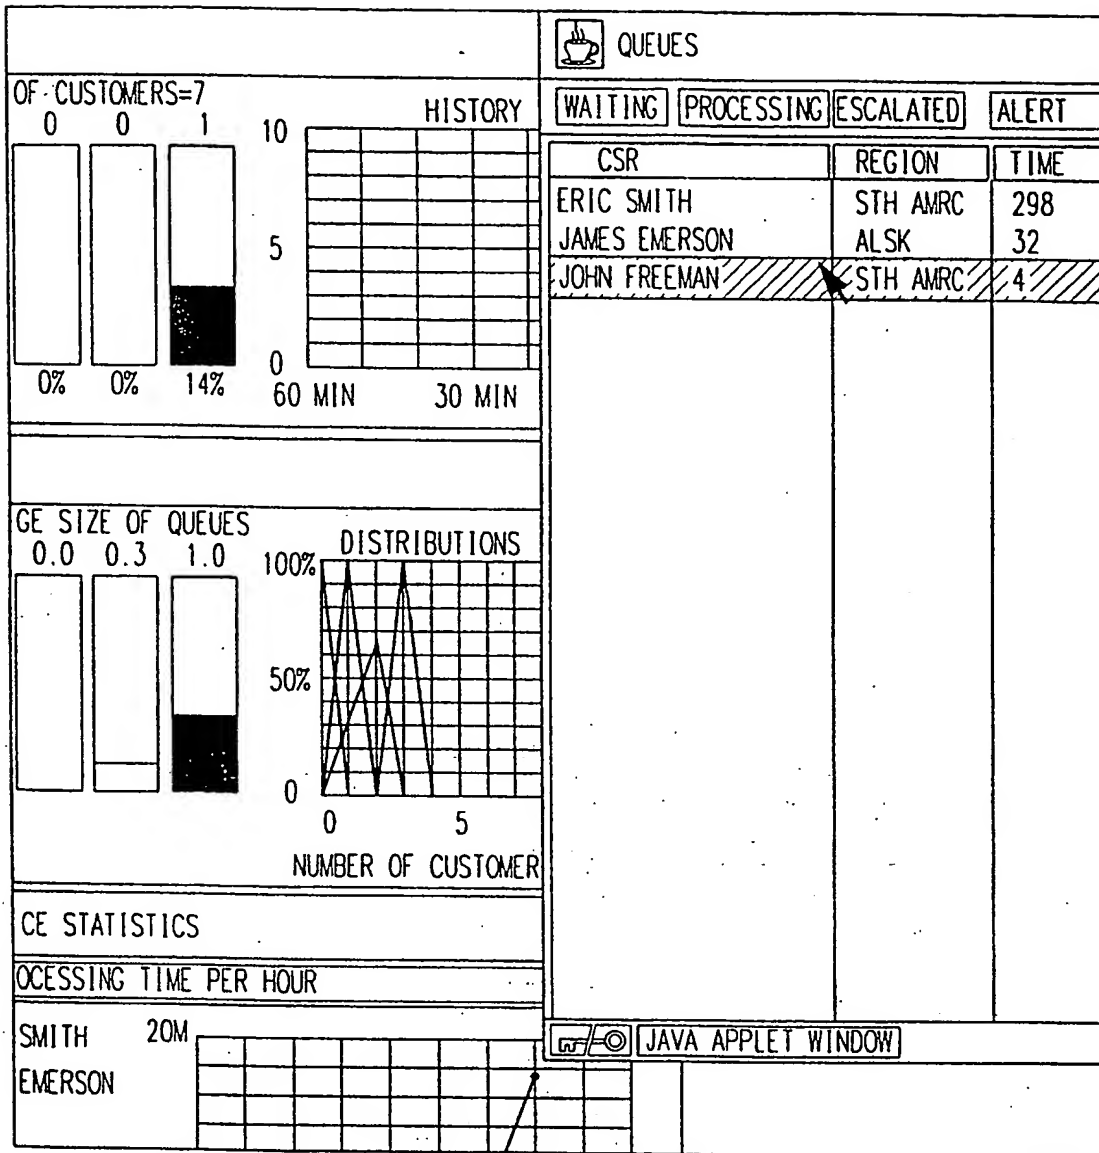 OF CUSTOMERS=7
0 0 1
0% 0% 14%
HISTORY
10
5
0
60 MIN 30 MIN
GE SIZE OF QUEUES
0.0 0.3 1.0
DISTRIBUTIONS
100%
50%
0
0 5
NUMBER OF CUSTOMER
CE STATISTICS
OCESSING TIME PER HOUR
SMITH 20M
EMERSON
QUEUES
WAITING PROCESSING ESCALATED ALERT
CSR REGION TIME
ERIC SMITH STH AMRC 298
JAMES EMERSON ALSK 32
JOHN FREEMAN STH AMRC 4
JAVA APPLET WINDOW